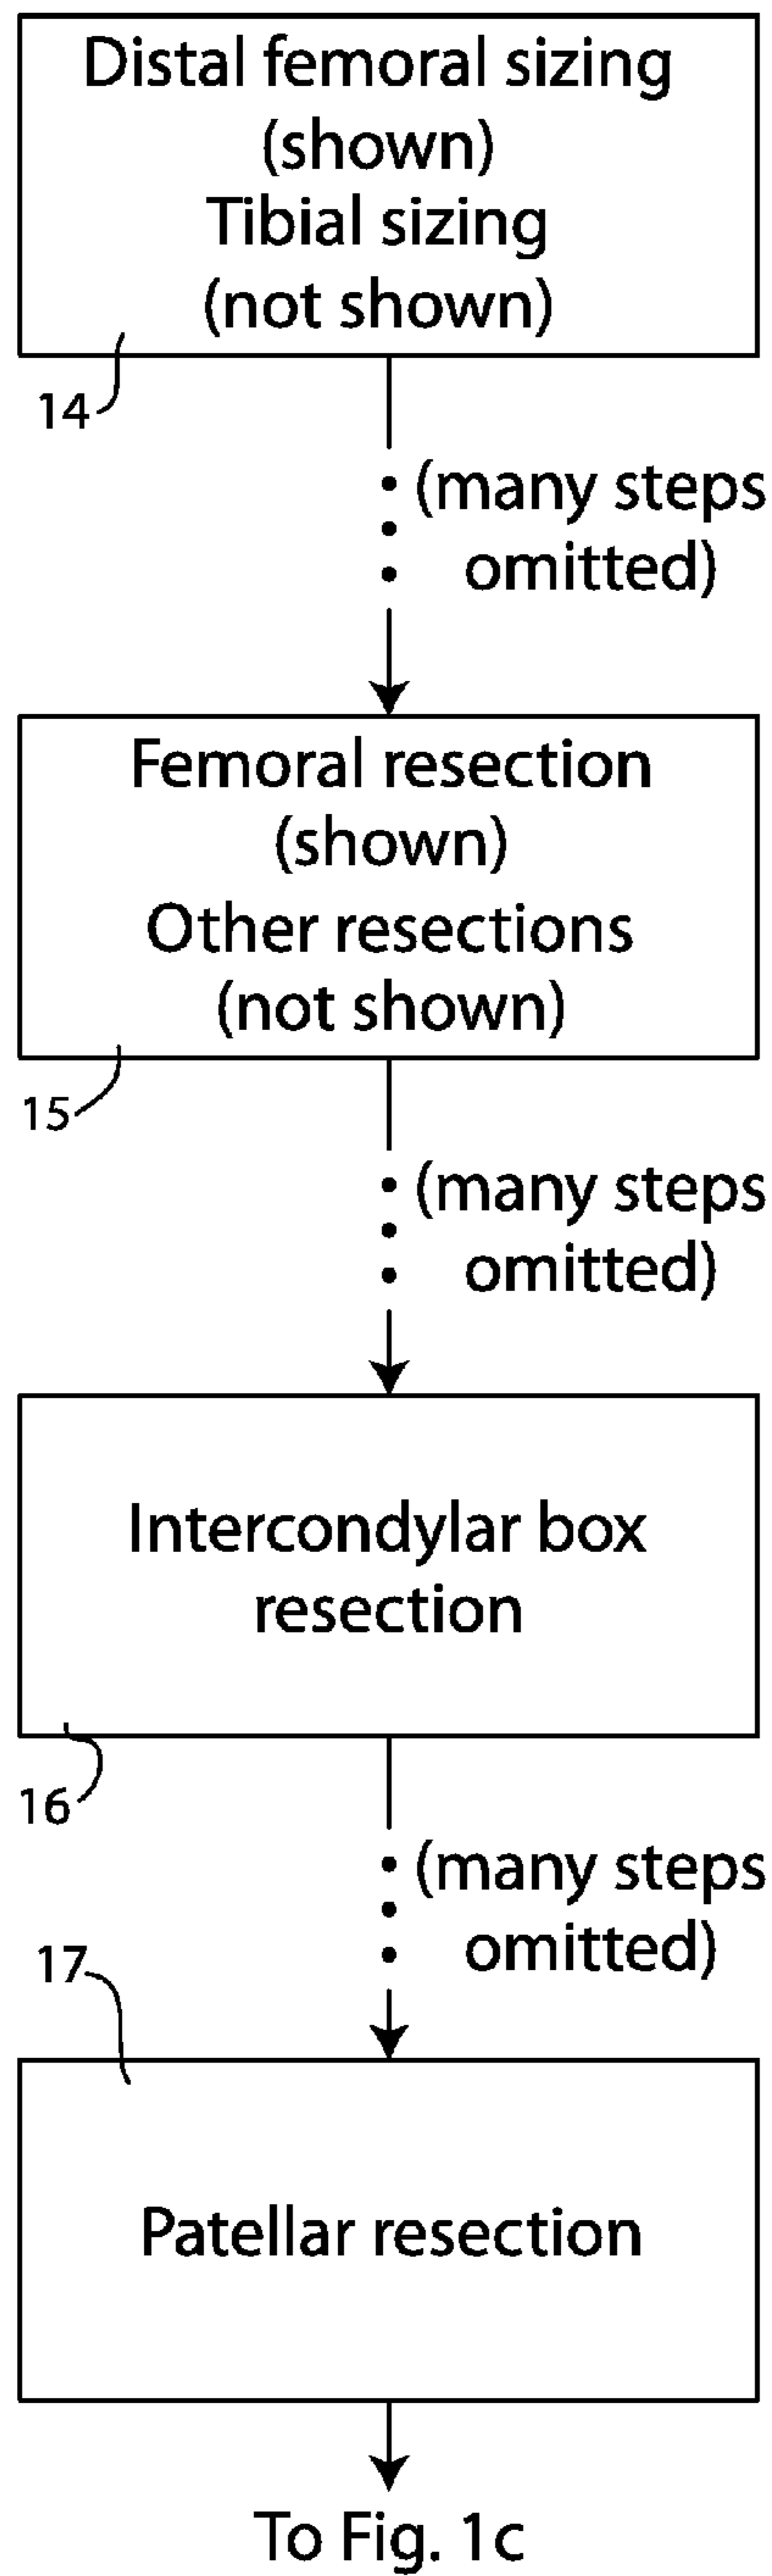 Distal femoral sizing
(shown)
Tibial sizing
(not shown)
14
(many steps
omitted)
Femoral resection
(shown)
Other resections
(not shown)
15
(many steps
omitted)
Intercondylar box
resection
16
(many steps
omitted)
17
Patellar resection
To Fig. 1c